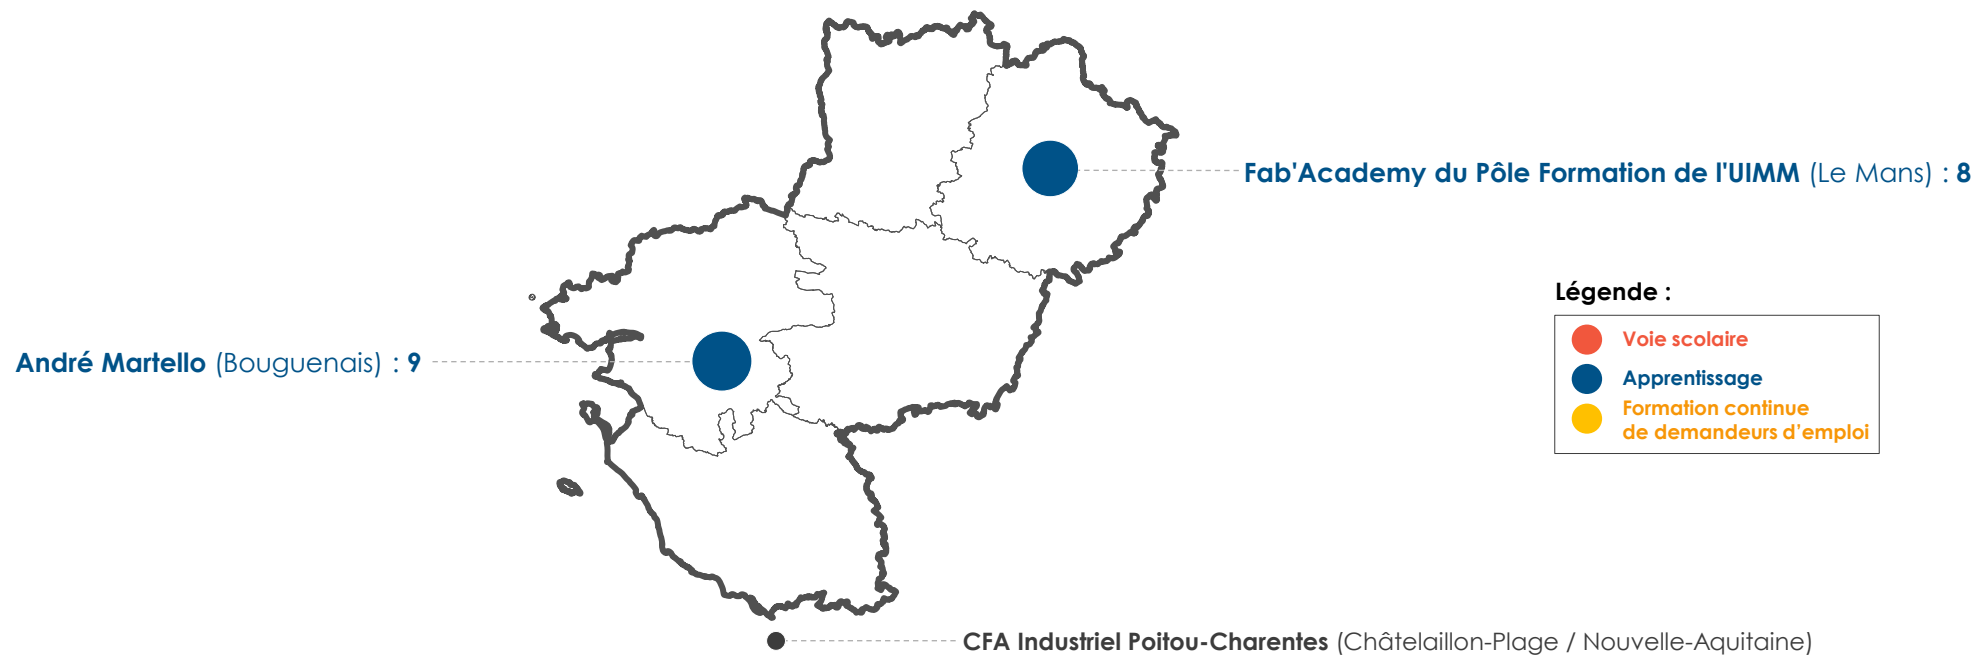 Fab'Academy du Pôle Formation de l'UIMM (Le Mans) : 8
Légende :
Voie scolaire
André Martello (Bouguenais) : 9
Apprentissage
Formation continue
de demandeurs d'emploi
CFA Industriel Poitou-Charentes (Châtelaillon-Plage / Nouvelle-Aquitaine)